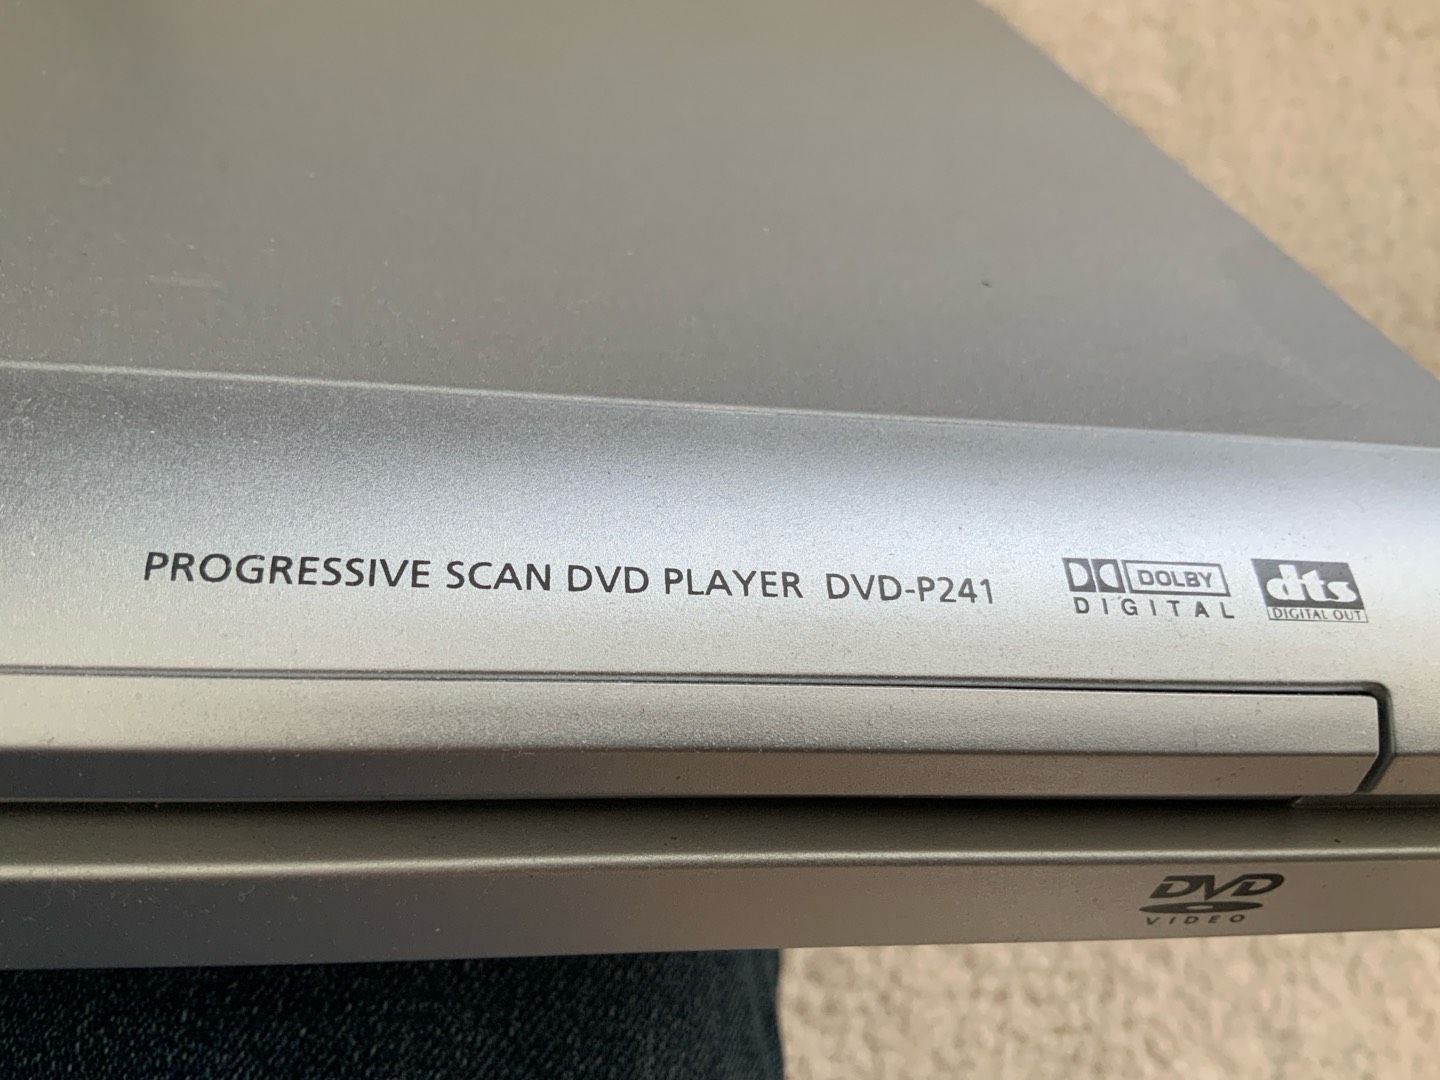 PROGRESSIVE SCAN DVD PLAYER DVD-P241
DOLBY
DIGITAL
dts
DIGITAL OUT
DVD
VIDEO